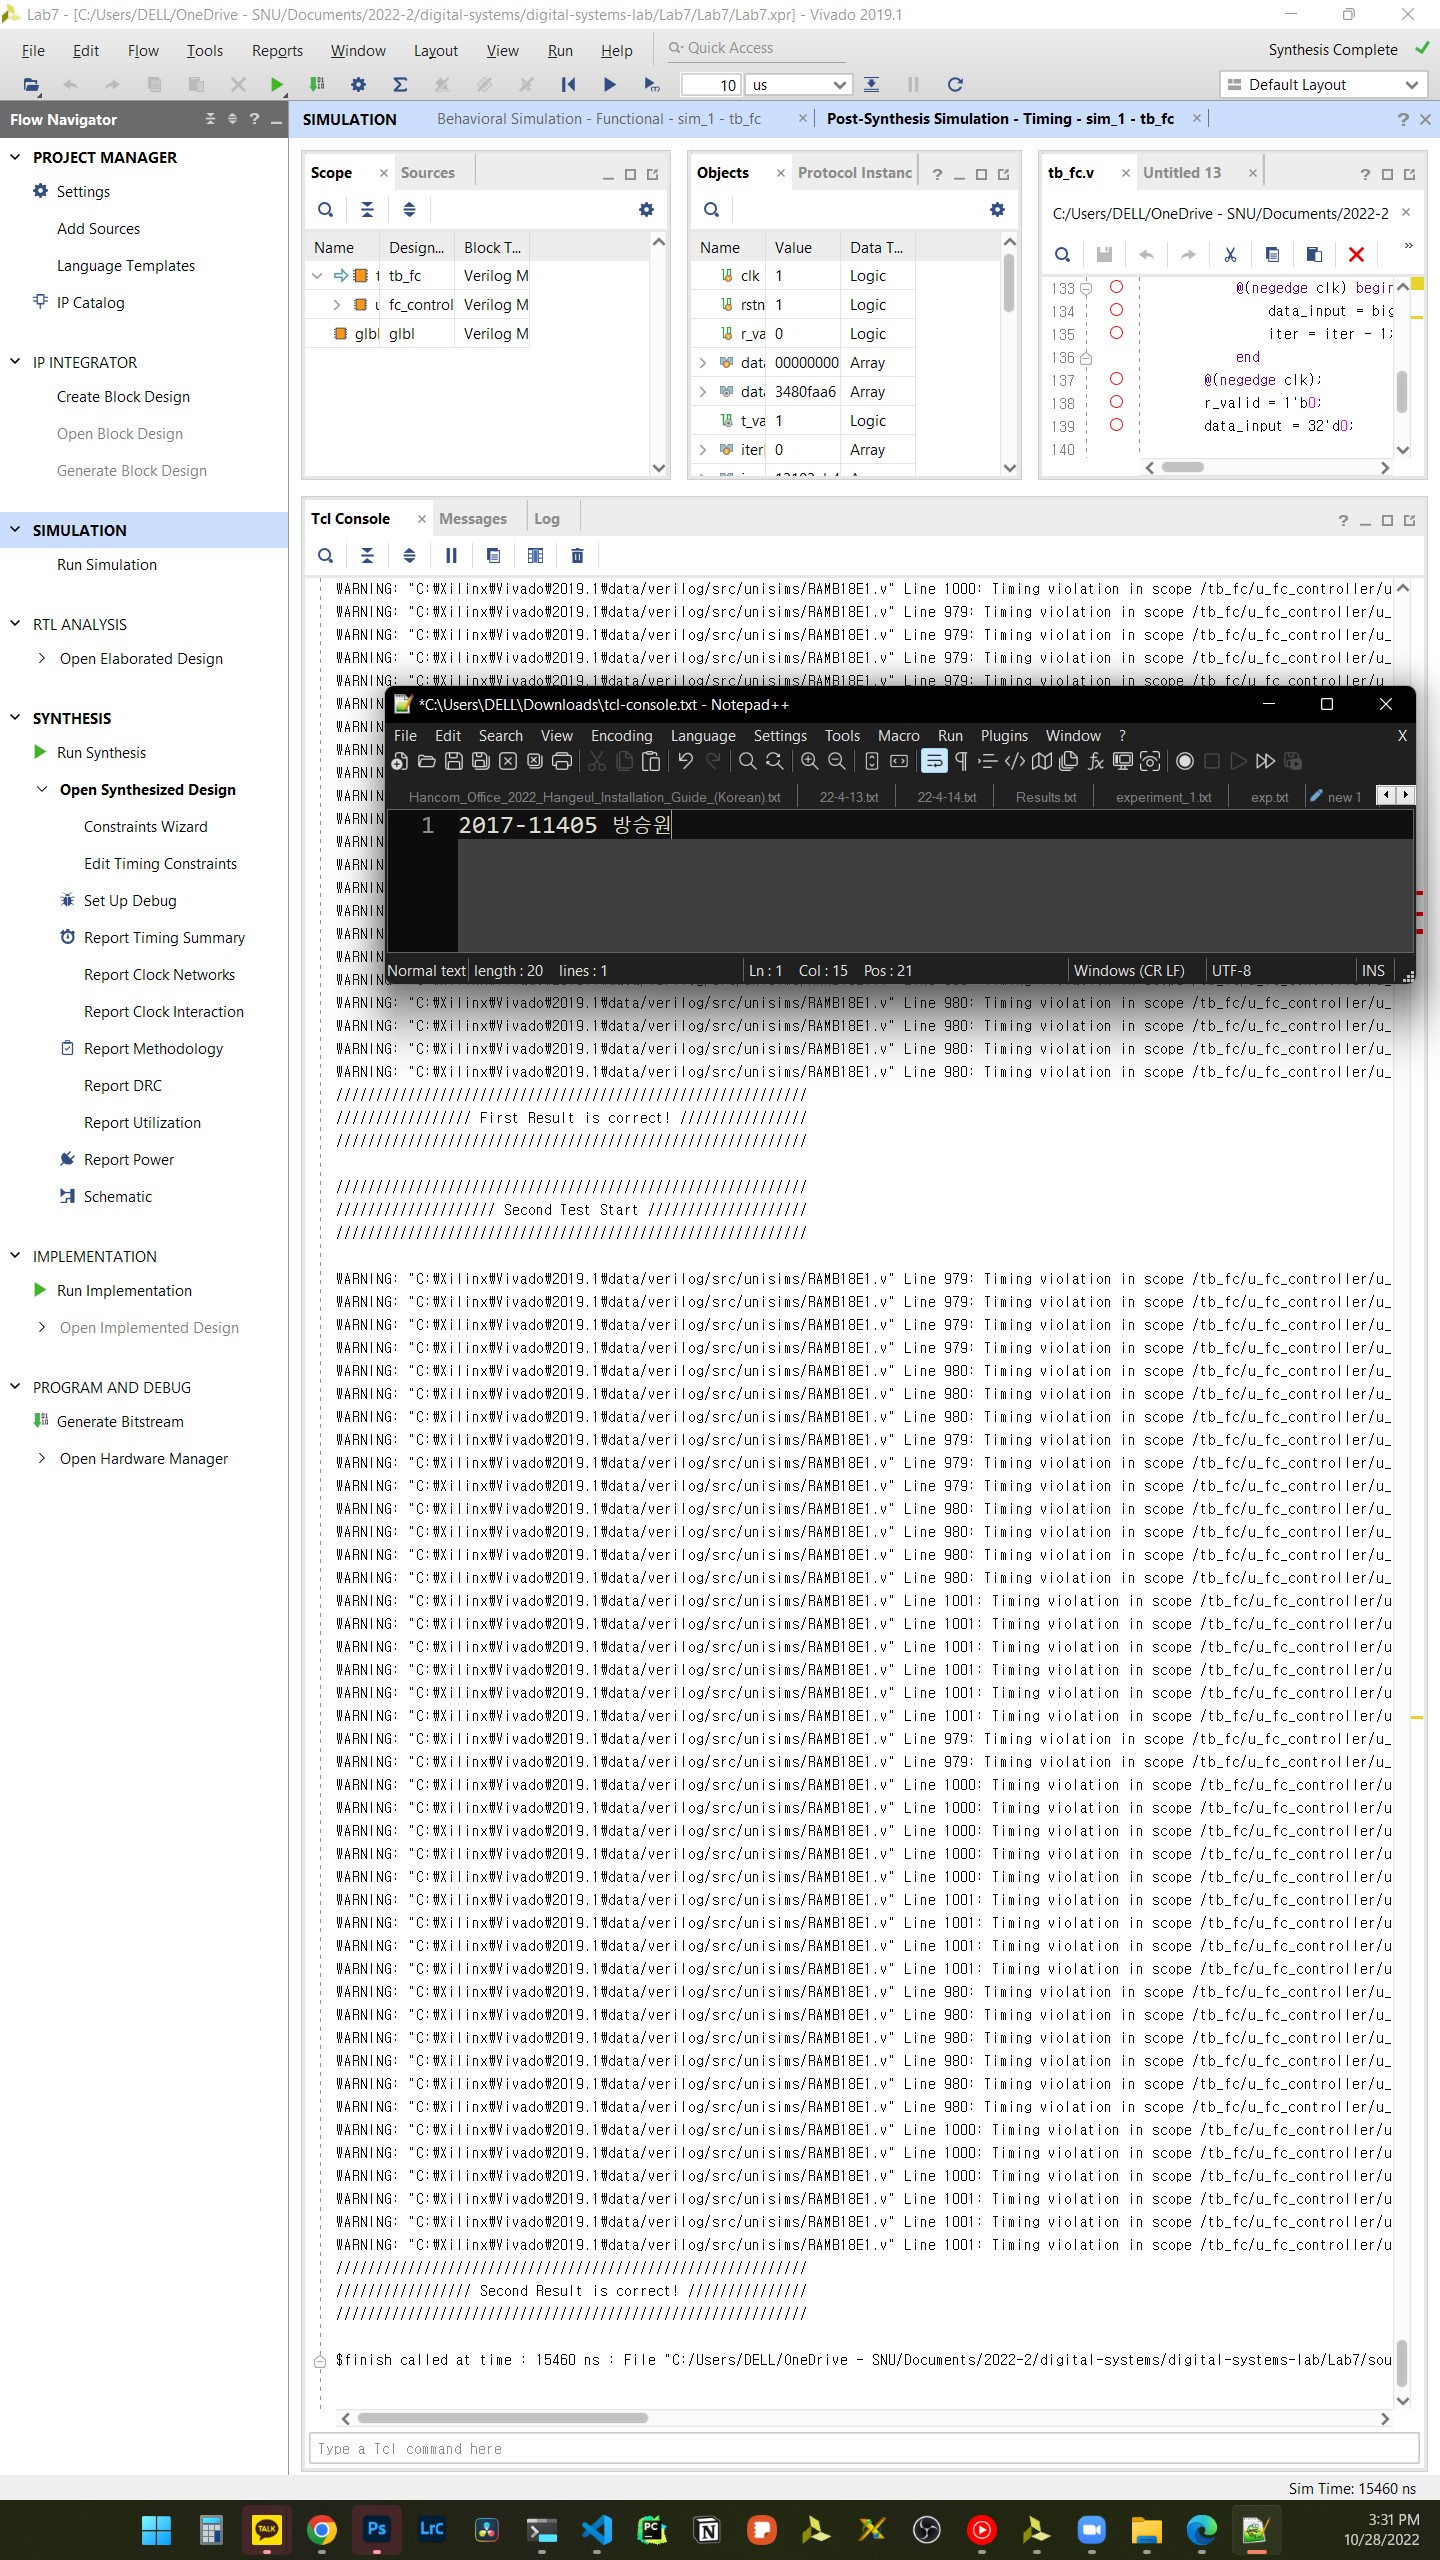 Lab7 - [C:/Users/DELL/OneDrive - SNU/Documents/2022-2/digital-systems/digital-systems-lab/Lab7/Lab7/Lab7.xpr] - Vivado 2019.1
File Edit Flow Tools Reports Window Layout View Run Help Quick Access Synthesis Complete
10 us Default Layout
Flow Navigator
SIMULATION Behavioral Simulation - Functional - sim_1 - tb_fc Post-Synthesis Simulation - Timing - sim_1 - tb_fc
PROJECT MANAGER
Settings
Add Sources
Language Templates
IP Catalog
IP INTEGRATOR
Create Block Design
Open Block Design
Generate Block Design
SIMULATION
Run Simulation
RTL ANALYSIS
Open Elaborated Design
SYNTHESIS
Run Synthesis
Open Synthesized Design
Constraints Wizard
Edit Timing Constraints
Set Up Debug
Report Timing Summary
Report Clock Networks
Report Clock Interaction
Report Methodology
Report DRC
Report Utilization
Report Power
Schematic
IMPLEMENTATION
Run Implementation
Open Implemented Design
PROGRAM AND DEBUG
Generate Bitstream
Open Hardware Manager
Scope Sources
Name Design... Block T...
tb_fc Verilog M
fc_control Verilog M
glbl glbl Verilog M
Objects Protocol Instanc
Name Value Data T...
clk 1 Logic
rstn 1 Logic
r_va 0 Logic
data 00000000 Array
data 3480faa6 Array
t_va 1 Logic
iter 0 Array
tb_fc.v Untitled 13
C:/Users/DELL/OneDrive - SNU/Documents/2022-2
133 @(negedge clk) begin
134 data_input = big
135 iter = iter - 1;
136 end
137 @(negedge clk);
138 r_valid = 1'b0;
139 data_input = 32'd0;
140
Tcl Console Messages Log
WARNING: "C:₩Xilinx₩Vivado₩2019.1₩data/verilog/src/unisims/RAMB18E1.v" Line 1000: Timing violation in scope /tb_fc/u_fc_controller/u
WARNING: "C:₩Xilinx₩Vivado₩2019.1₩data/verilog/src/unisims/RAMB18E1.v" Line 979: Timing violation in scope /tb_fc/u_fc_controller/u_
WARNING: "C:₩Xilinx₩Vivado₩2019.1₩data/verilog/src/unisims/RAMB18E1.v" Line 979: Timing violation in scope /tb_fc/u_fc_controller/u_
WARNING: "C:₩Xilinx₩Vivado₩2019.1₩data/verilog/src/unisims/RAMB18E1.v" Line 979: Timing violation in scope /tb_fc/u_fc_controller/u_
*C:\Users\DELL\Downloads\tcl-console.txt - Notepad++
File Edit Search View Encoding Language Settings Tools Macro Run Plugins Window ? X
Hancom_Office_2022_Hangeul_Installation_Guide_(Korean).txt 22-4-13.txt 22-4-14.txt Results.txt experiment_1.txt exp.txt new 1
1 2017-11405 방승원
Normal text length : 20 lines : 1 Ln : 1 Col : 15 Pos : 21 Windows (CR LF) UTF-8 INS
WARNING: "C:₩Xilinx₩Vivado₩2019.1₩data/verilog/src/unisims/RAMB18E1.v" Line 980: Timing violation in scope /tb_fc/u_fc_controller/u_
WARNING: "C:₩Xilinx₩Vivado₩2019.1₩data/verilog/src/unisims/RAMB18E1.v" Line 980: Timing violation in scope /tb_fc/u_fc_controller/u_
WARNING: "C:₩Xilinx₩Vivado₩2019.1₩data/verilog/src/unisims/RAMB18E1.v" Line 980: Timing violation in scope /tb_fc/u_fc_controller/u_
WARNING: "C:₩Xilinx₩Vivado₩2019.1₩data/verilog/src/unisims/RAMB18E1.v" Line 980: Timing violation in scope /tb_fc/u_fc_controller/u_
///////////////////////////////////////////////////////////
///////////////// First Result is correct! ////////////////
///////////////////////////////////////////////////////////
///////////////////////////////////////////////////////////
//////////////////// Second Test Start ////////////////////
///////////////////////////////////////////////////////////
WARNING: "C:₩Xilinx₩Vivado₩2019.1₩data/verilog/src/unisims/RAMB18E1.v" Line 979: Timing violation in scope /tb_fc/u_fc_controller/u_
WARNING: "C:₩Xilinx₩Vivado₩2019.1₩data/verilog/src/unisims/RAMB18E1.v" Line 979: Timing violation in scope /tb_fc/u_fc_controller/u_
WARNING: "C:₩Xilinx₩Vivado₩2019.1₩data/verilog/src/unisims/RAMB18E1.v" Line 979: Timing violation in scope /tb_fc/u_fc_controller/u_
WARNING: "C:₩Xilinx₩Vivado₩2019.1₩data/verilog/src/unisims/RAMB18E1.v" Line 979: Timing violation in scope /tb_fc/u_fc_controller/u_
WARNING: "C:₩Xilinx₩Vivado₩2019.1₩data/verilog/src/unisims/RAMB18E1.v" Line 980: Timing violation in scope /tb_fc/u_fc_controller/u_
WARNING: "C:₩Xilinx₩Vivado₩2019.1₩data/verilog/src/unisims/RAMB18E1.v" Line 980: Timing violation in scope /tb_fc/u_fc_controller/u_
WARNING: "C:₩Xilinx₩Vivado₩2019.1₩data/verilog/src/unisims/RAMB18E1.v" Line 980: Timing violation in scope /tb_fc/u_fc_controller/u_
WARNING: "C:₩Xilinx₩Vivado₩2019.1₩data/verilog/src/unisims/RAMB18E1.v" Line 979: Timing violation in scope /tb_fc/u_fc_controller/u_
WARNING: "C:₩Xilinx₩Vivado₩2019.1₩data/verilog/src/unisims/RAMB18E1.v" Line 979: Timing violation in scope /tb_fc/u_fc_controller/u_
WARNING: "C:₩Xilinx₩Vivado₩2019.1₩data/verilog/src/unisims/RAMB18E1.v" Line 979: Timing violation in scope /tb_fc/u_fc_controller/u_
WARNING: "C:₩Xilinx₩Vivado₩2019.1₩data/verilog/src/unisims/RAMB18E1.v" Line 980: Timing violation in scope /tb_fc/u_fc_controller/u_
WARNING: "C:₩Xilinx₩Vivado₩2019.1₩data/verilog/src/unisims/RAMB18E1.v" Line 980: Timing violation in scope /tb_fc/u_fc_controller/u_
WARNING: "C:₩Xilinx₩Vivado₩2019.1₩data/verilog/src/unisims/RAMB18E1.v" Line 980: Timing violation in scope /tb_fc/u_fc_controller/u_
WARNING: "C:₩Xilinx₩Vivado₩2019.1₩data/verilog/src/unisims/RAMB18E1.v" Line 980: Timing violation in scope /tb_fc/u_fc_controller/u_
WARNING: "C:₩Xilinx₩Vivado₩2019.1₩data/verilog/src/unisims/RAMB18E1.v" Line 1001: Timing violation in scope /tb_fc/u_fc_controller/u
WARNING: "C:₩Xilinx₩Vivado₩2019.1₩data/verilog/src/unisims/RAMB18E1.v" Line 1001: Timing violation in scope /tb_fc/u_fc_controller/u
WARNING: "C:₩Xilinx₩Vivado₩2019.1₩data/verilog/src/unisims/RAMB18E1.v" Line 1001: Timing violation in scope /tb_fc/u_fc_controller/u
WARNING: "C:₩Xilinx₩Vivado₩2019.1₩data/verilog/src/unisims/RAMB18E1.v" Line 1001: Timing violation in scope /tb_fc/u_fc_controller/u
WARNING: "C:₩Xilinx₩Vivado₩2019.1₩data/verilog/src/unisims/RAMB18E1.v" Line 1001: Timing violation in scope /tb_fc/u_fc_controller/u
WARNING: "C:₩Xilinx₩Vivado₩2019.1₩data/verilog/src/unisims/RAMB18E1.v" Line 1001: Timing violation in scope /tb_fc/u_fc_controller/u
WARNING: "C:₩Xilinx₩Vivado₩2019.1₩data/verilog/src/unisims/RAMB18E1.v" Line 979: Timing violation in scope /tb_fc/u_fc_controller/u_
WARNING: "C:₩Xilinx₩Vivado₩2019.1₩data/verilog/src/unisims/RAMB18E1.v" Line 979: Timing violation in scope /tb_fc/u_fc_controller/u_
WARNING: "C:₩Xilinx₩Vivado₩2019.1₩data/verilog/src/unisims/RAMB18E1.v" Line 1000: Timing violation in scope /tb_fc/u_fc_controller/u
WARNING: "C:₩Xilinx₩Vivado₩2019.1₩data/verilog/src/unisims/RAMB18E1.v" Line 1000: Timing violation in scope /tb_fc/u_fc_controller/u
WARNING: "C:₩Xilinx₩Vivado₩2019.1₩data/verilog/src/unisims/RAMB18E1.v" Line 1000: Timing violation in scope /tb_fc/u_fc_controller/u
WARNING: "C:₩Xilinx₩Vivado₩2019.1₩data/verilog/src/unisims/RAMB18E1.v" Line 1000: Timing violation in scope /tb_fc/u_fc_controller/u
WARNING: "C:₩Xilinx₩Vivado₩2019.1₩data/verilog/src/unisims/RAMB18E1.v" Line 1000: Timing violation in scope /tb_fc/u_fc_controller/u
WARNING: "C:₩Xilinx₩Vivado₩2019.1₩data/verilog/src/unisims/RAMB18E1.v" Line 1001: Timing violation in scope /tb_fc/u_fc_controller/u
WARNING: "C:₩Xilinx₩Vivado₩2019.1₩data/verilog/src/unisims/RAMB18E1.v" Line 1001: Timing violation in scope /tb_fc/u_fc_controller/u
WARNING: "C:₩Xilinx₩Vivado₩2019.1₩data/verilog/src/unisims/RAMB18E1.v" Line 1001: Timing violation in scope /tb_fc/u_fc_controller/u
WARNING: "C:₩Xilinx₩Vivado₩2019.1₩data/verilog/src/unisims/RAMB18E1.v" Line 1001: Timing violation in scope /tb_fc/u_fc_controller/u
WARNING: "C:₩Xilinx₩Vivado₩2019.1₩data/verilog/src/unisims/RAMB18E1.v" Line 980: Timing violation in scope /tb_fc/u_fc_controller/u_
WARNING: "C:₩Xilinx₩Vivado₩2019.1₩data/verilog/src/unisims/RAMB18E1.v" Line 980: Timing violation in scope /tb_fc/u_fc_controller/u_
WARNING: "C:₩Xilinx₩Vivado₩2019.1₩data/verilog/src/unisims/RAMB18E1.v" Line 980: Timing violation in scope /tb_fc/u_fc_controller/u_
WARNING: "C:₩Xilinx₩Vivado₩2019.1₩data/verilog/src/unisims/RAMB18E1.v" Line 980: Timing violation in scope /tb_fc/u_fc_controller/u_
WARNING: "C:₩Xilinx₩Vivado₩2019.1₩data/verilog/src/unisims/RAMB18E1.v" Line 980: Timing violation in scope /tb_fc/u_fc_controller/u_
WARNING: "C:₩Xilinx₩Vivado₩2019.1₩data/verilog/src/unisims/RAMB18E1.v" Line 980: Timing violation in scope /tb_fc/u_fc_controller/u_
WARNING: "C:₩Xilinx₩Vivado₩2019.1₩data/verilog/src/unisims/RAMB18E1.v" Line 1000: Timing violation in scope /tb_fc/u_fc_controller/u
WARNING: "C:₩Xilinx₩Vivado₩2019.1₩data/verilog/src/unisims/RAMB18E1.v" Line 1000: Timing violation in scope /tb_fc/u_fc_controller/u
WARNING: "C:₩Xilinx₩Vivado₩2019.1₩data/verilog/src/unisims/RAMB18E1.v" Line 1000: Timing violation in scope /tb_fc/u_fc_controller/u
WARNING: "C:₩Xilinx₩Vivado₩2019.1₩data/verilog/src/unisims/RAMB18E1.v" Line 1001: Timing violation in scope /tb_fc/u_fc_controller/u
WARNING: "C:₩Xilinx₩Vivado₩2019.1₩data/verilog/src/unisims/RAMB18E1.v" Line 1001: Timing violation in scope /tb_fc/u_fc_controller/u
WARNING: "C:₩Xilinx₩Vivado₩2019.1₩data/verilog/src/unisims/RAMB18E1.v" Line 1001: Timing violation in scope /tb_fc/u_fc_controller/u
///////////////////////////////////////////////////////////
///////////////// Second Result is correct! ///////////////
///////////////////////////////////////////////////////////
$finish called at time : 15460 ns : File "C:/Users/DELL/OneDrive - SNU/Documents/2022-2/digital-systems/digital-systems-lab/Lab7/sou
Type a Tcl command here
Sim Time: 15460 ns
TALK Ps LrC PC N
3:31 PM
10/28/2022